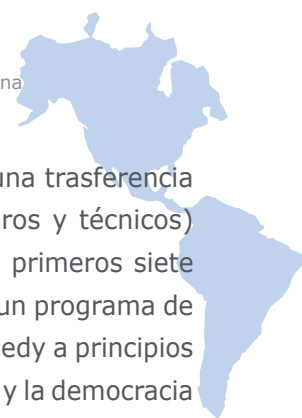 na
una trasferencia
ros y técnicos)
primeros siete
un programa de
edy a principios
y la democracia